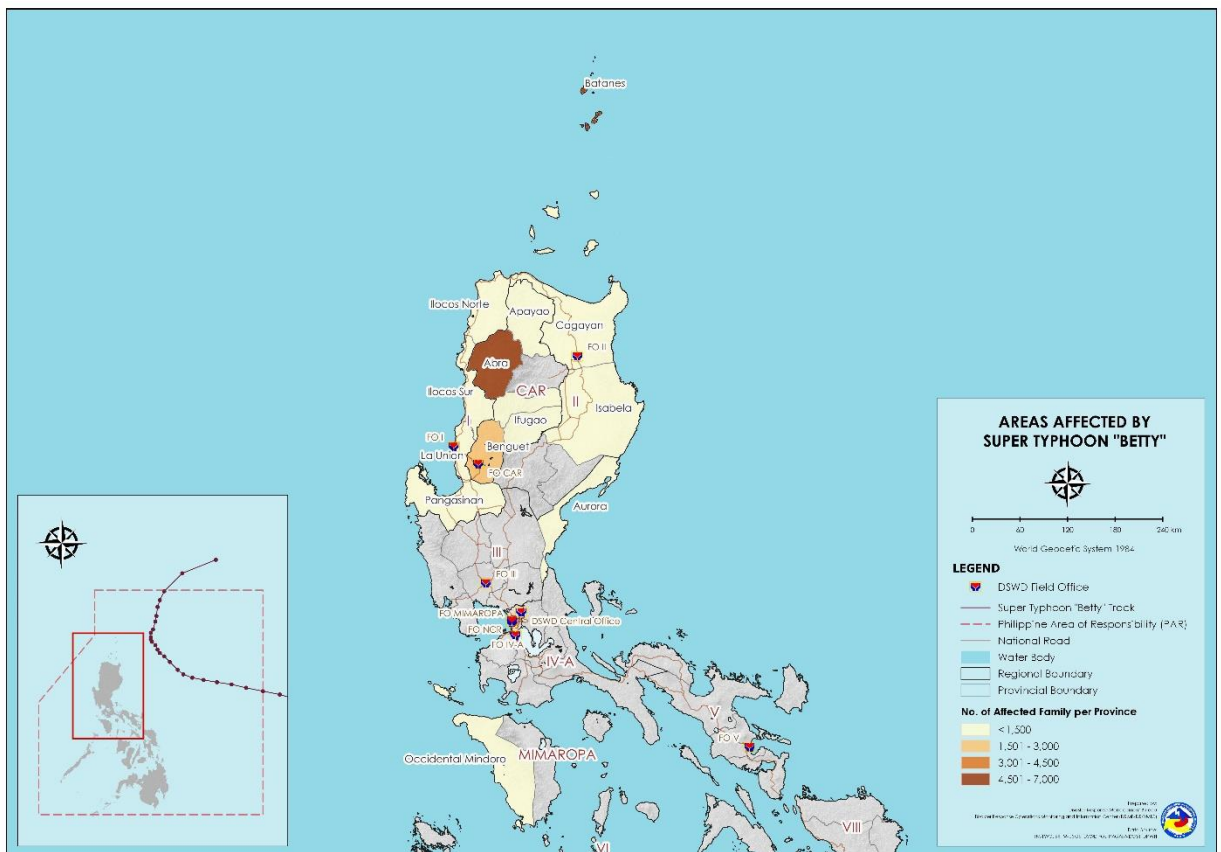 Batanes
Ilocos Norte
Apayao
Cagayan
FO II
Abra
CAR
II
Ilocos Sur
Isabela
I
Ifugao
FO I
Benguet
La Union
FO CAR
Pangasinan
Aurora
III
FO III
FO MIMAROPA
DSWD Central Office
FO NCR
FO IV-A
IV-A
V
FO V
Occidental Mindoro
MIMAROPA
VIII
VI
AREAS AFFECTED BY
SUPER TYPHOON "BETTY"
0 60 120 180 240 km
World Geodetic System 1984
LEGEND
DSWD Field Office
Super Typhoon "Betty" Track
Philippine Area of Responsibility (PAR)
National Road
Water Body
Regional Boundary
Provincial Boundary
No. of Affected Family per Province
<1,500
1,501 - 3,000
3,001 - 4,500
4,501 - 7,000